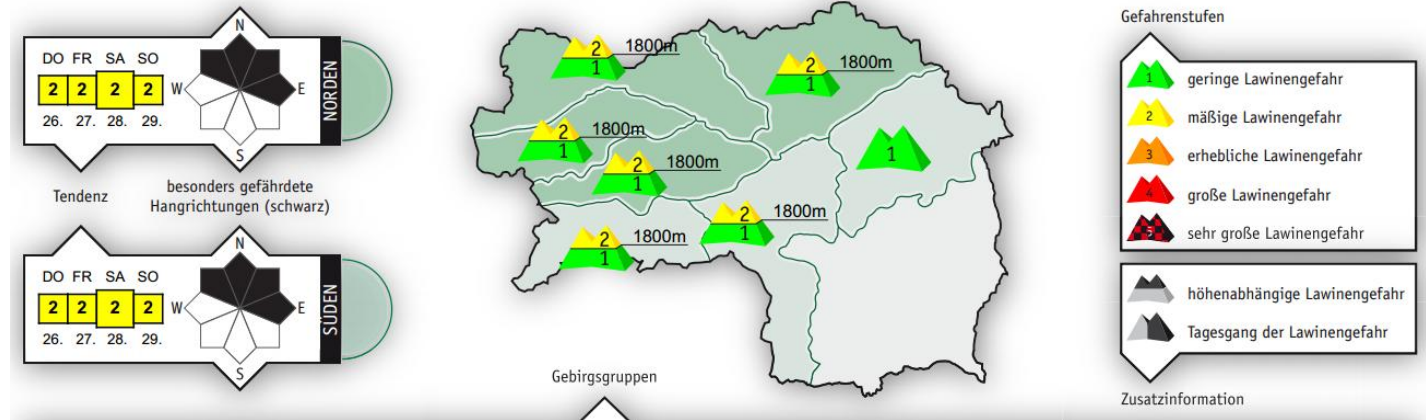 N
DO FR SA SO
2 2 2 2
W E
26. 27. 28. 29.
S
NORDEN
Tendenz
besonders gefährdete
Hangrichtungen (schwarz)
N
DO FR SA SO
2 2 2 2
W E
26. 27. 28. 29.
S
SÜDEN
2 1800m
1
2 1800m
1
2 1800m
1
1
2 1800m
1
2 1800m
1
2 1800m
1
Gebirgsgruppen
Gefahrenstufen
1 geringe Lawinengefahr
2 mäßige Lawinengefahr
3 erhebliche Lawinengefahr
4 große Lawinengefahr
5 sehr große Lawinengefahr
höhenabhängige Lawinengefahr
Tagesgang der Lawinengefahr
Zusatzinformation